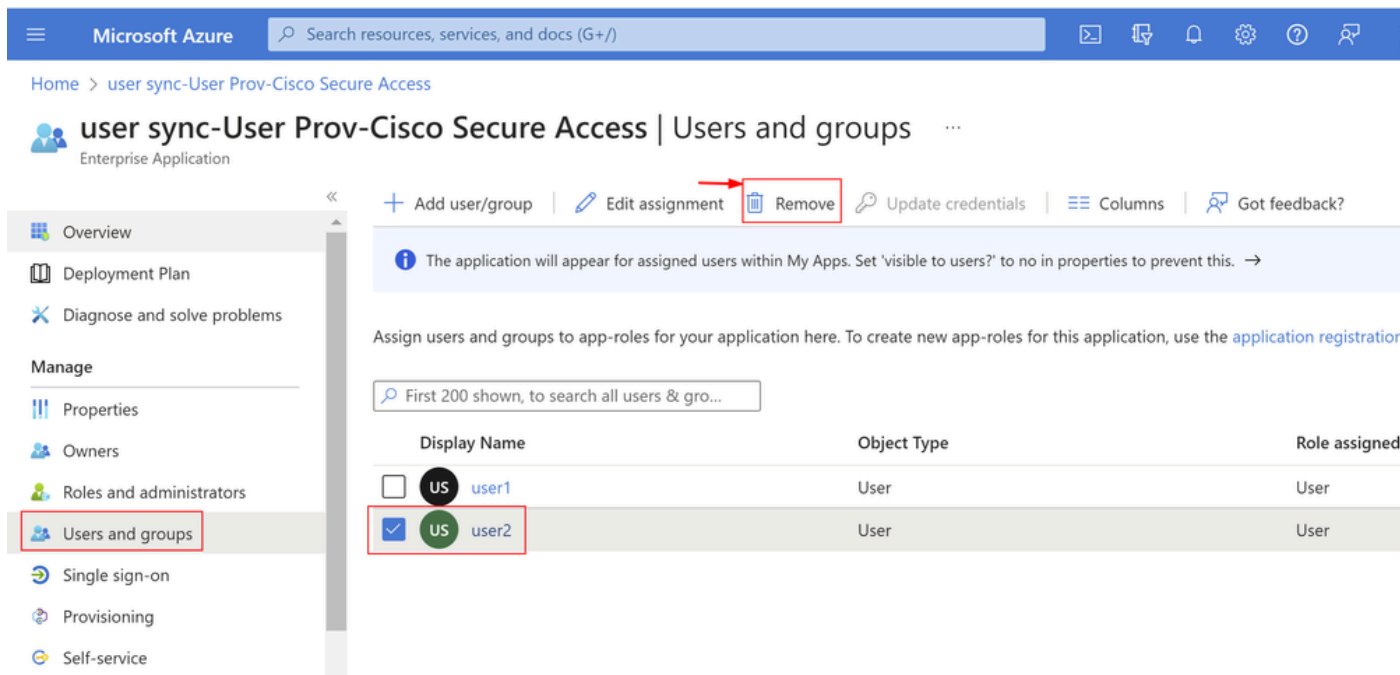 Microsoft Azure
Search resources, services, and docs (G+/)
Home > user sync-User Prov-Cisco Secure Access
user sync-User Prov-Cisco Secure Access | Users and groups ...
Enterprise Application
Add user/group
Edit assignment
Remove
Update credentials
Columns
Got feedback?
Overview
Deployment Plan
Diagnose and solve problems
Manage
Properties
Owners
Roles and administrators
Users and groups
Single sign-on
Provisioning
Self-service
The application will appear for assigned users within My Apps. Set 'visible to users?' to no in properties to prevent this. →
Assign users and groups to app-roles for your application here. To create new app-roles for this application, use the application registration
First 200 shown, to search all users & gro...
Display Name Object Type Role assigned
US user1 User User
US user2 User User